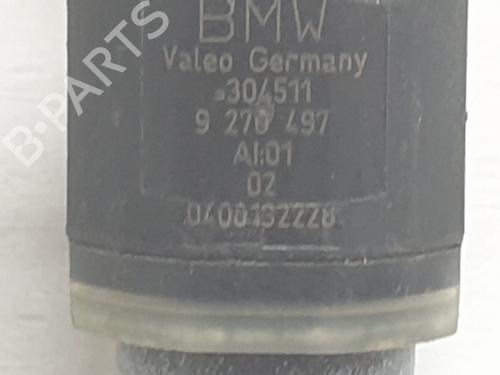 BMW
Valeo Germany
304511
9 270 497
AI:01
02
0400132228
B-PARTS